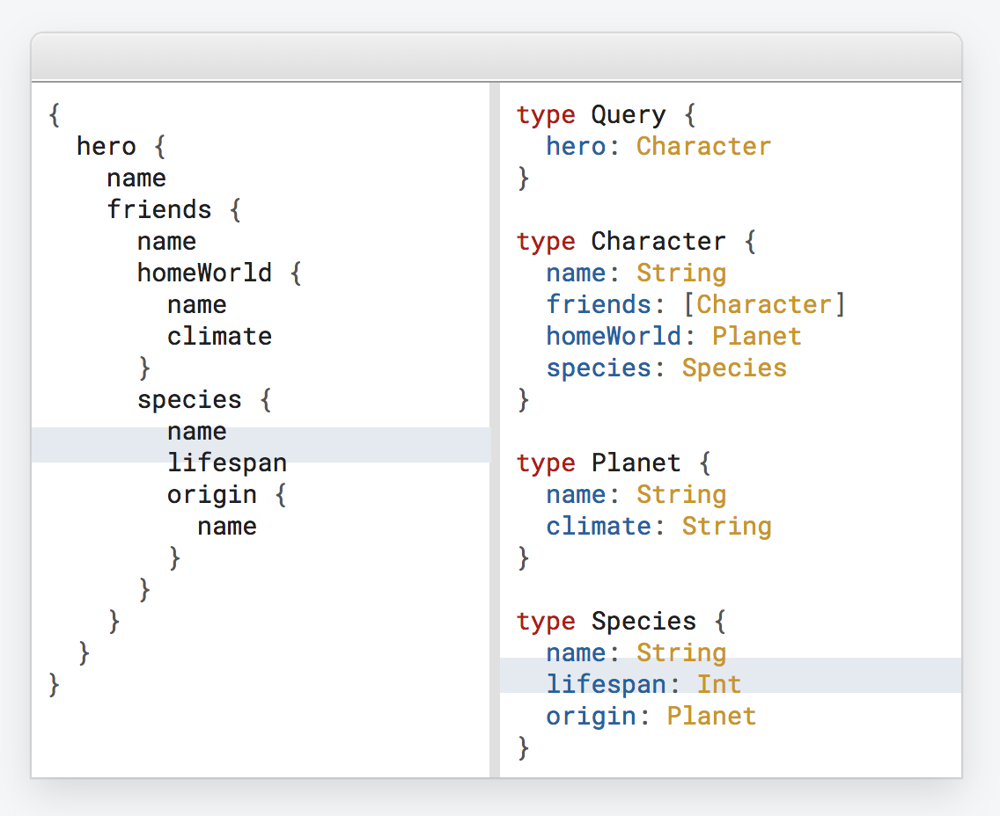 {
  hero {
    name
    friends {
      name
      homeWorld {
        name
        climate
      }
      species {
        name
        lifespan
        origin {
          name
        }
      }
    }
  }
}
type Query {
  hero: Character
}

type Character {
  name: String
  friends: [Character]
  homeWorld: Planet
  species: Species
}

type Planet {
  name: String
  climate: String
}

type Species {
  name: String
  lifespan: Int
  origin: Planet
}